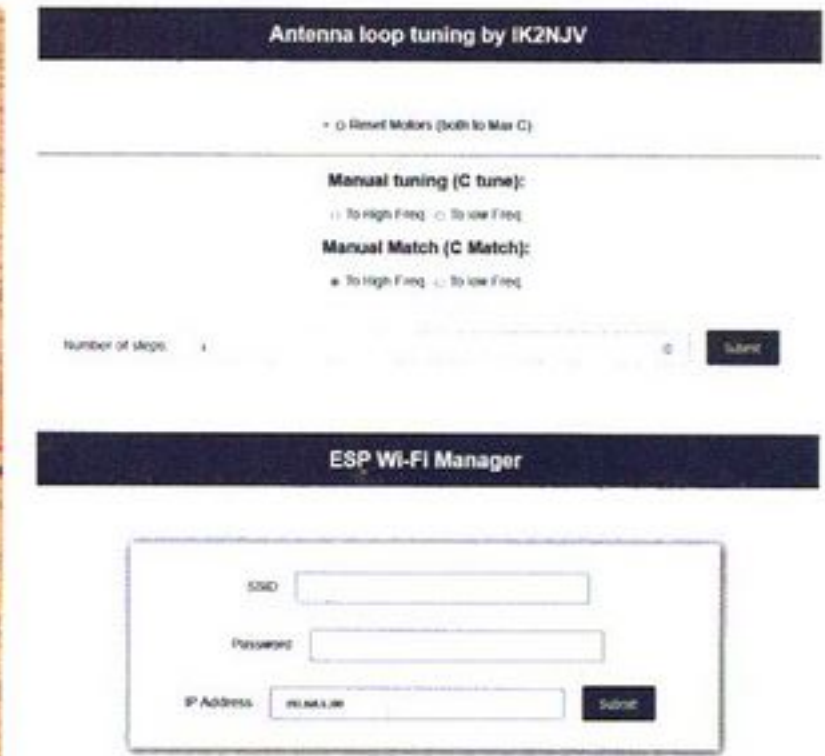 Antenna loop tuning by IK2NJV
Reset Motors (both to Max C)
Manual tuning (C tune):
To High Freq To low Freq
Manual Match (C Match):
To High Freq To low Freq
Number of steps: Submit
ESP Wi-Fi Manager
SSID
Password
IP Address Submit